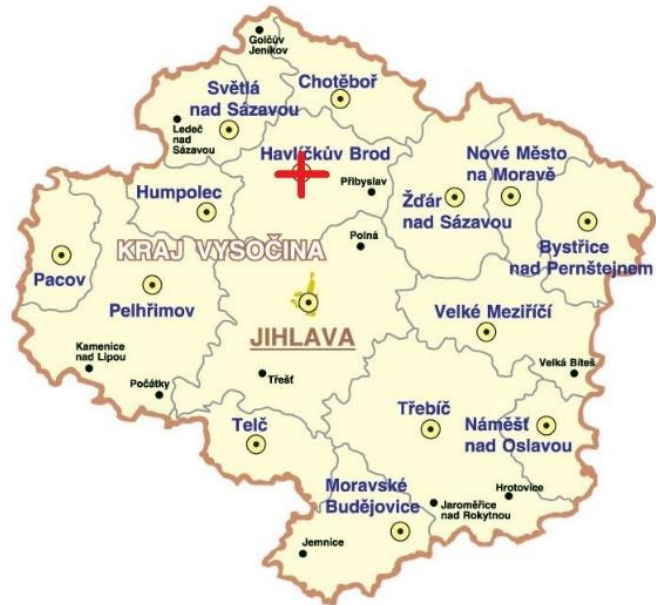 Golčův
Jeníkov
Chotěboř
Světlá
nad Sázavou
Ledeč
nad
Sázavou
Havlíčkův Brod
Přibyslav
Nové Město
na Moravě
Humpolec
Žďár
nad Sázavou
Polná
KRAJ VYSOČINA
Bystřice
nad Pernštejnem
Pacov
Pelhřimov
Velké Meziříčí
JIHLAVA
Kamenice
nad Lipou
Velká Bíteš
Třešť
Počátky
Telč
Třebíč
Náměšť
nad Oslavou
Moravské
Budějovice
Hrotovice
Jaroměřice
nad Rokytnou
Jemnice